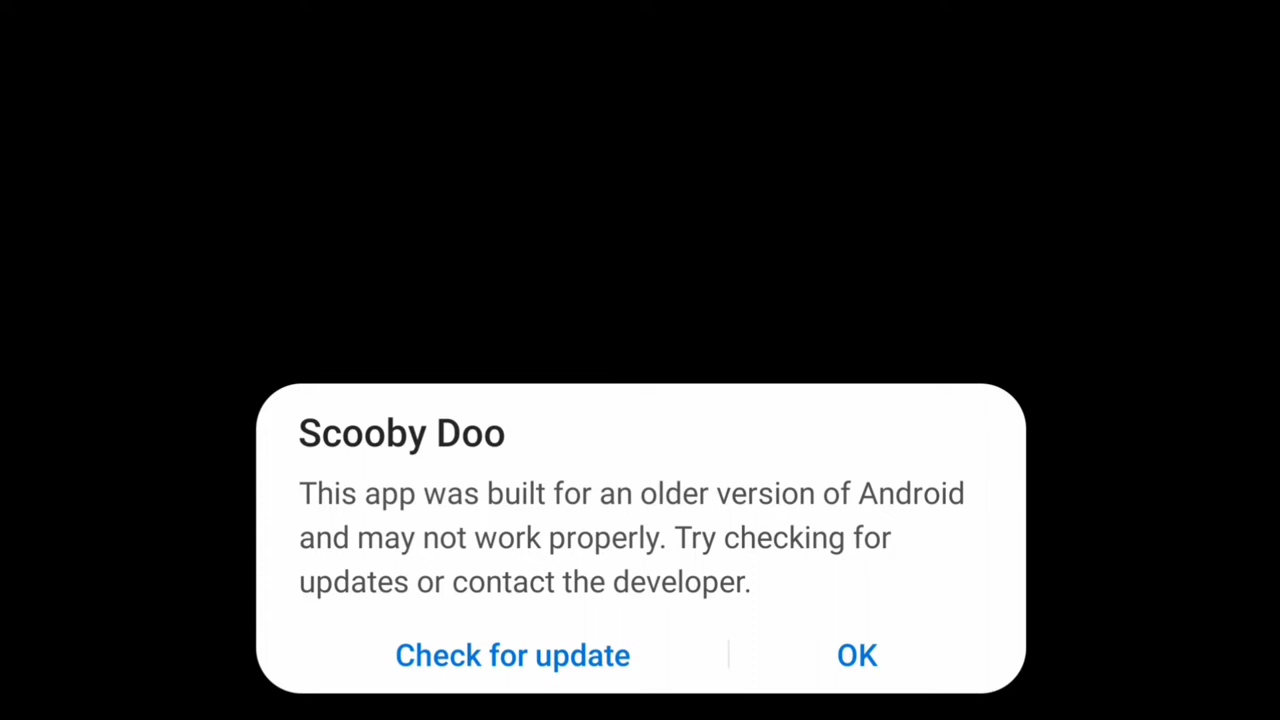 Scooby Doo
This app was built for an older version of Android
and may not work properly. Try checking for
updates or contact the developer.
Check for update
OK